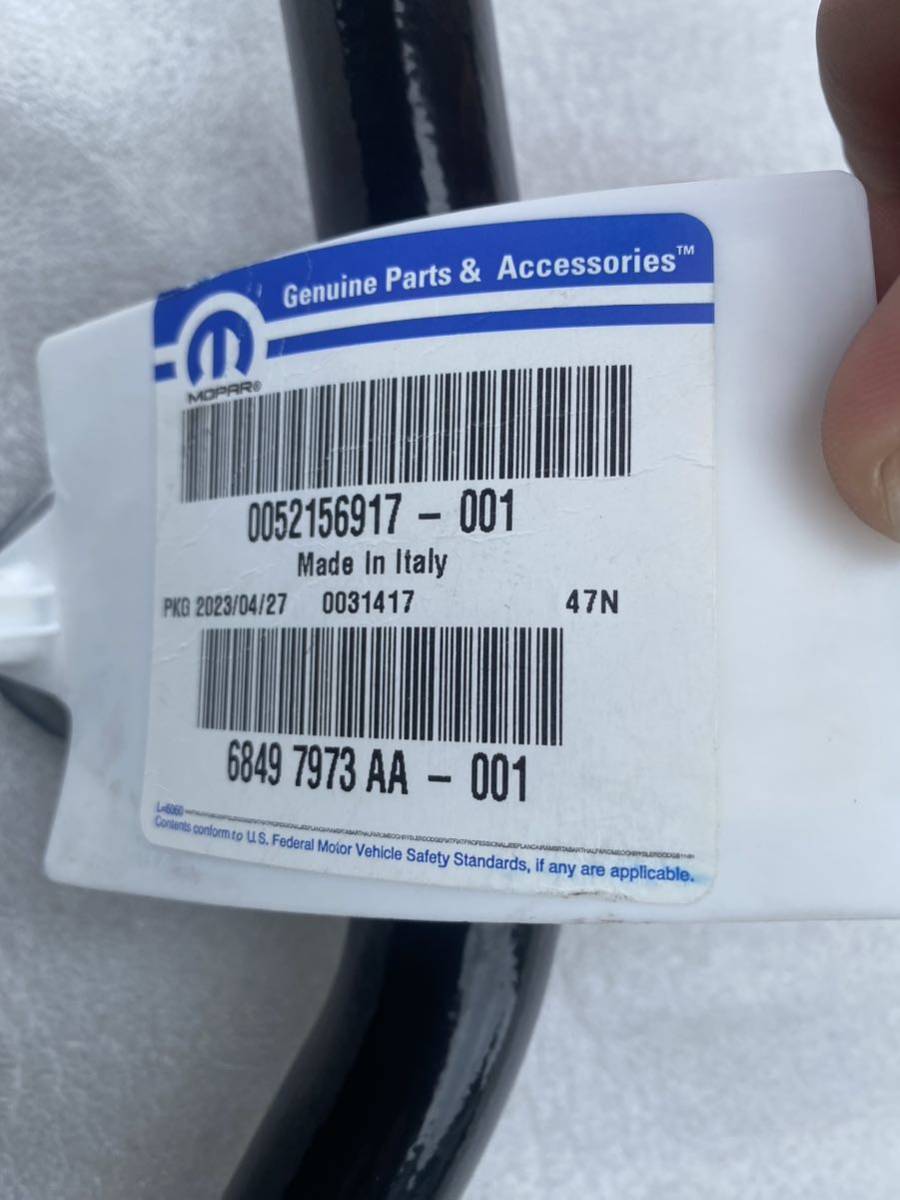 Genuine Parts & Accessories™
MOPAR®
0052156917 - 001
Made In Italy
PKG 2023/04/27 0031417 47N
6849 7973 AA - 001
L=6060
Contents conform to U.S. Federal Motor Vehicle Safety Standards, if any are applicable.